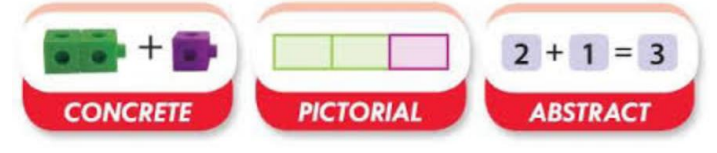 +
2 + 1 = 3
CONCRETE
PICTORIAL
ABSTRACT